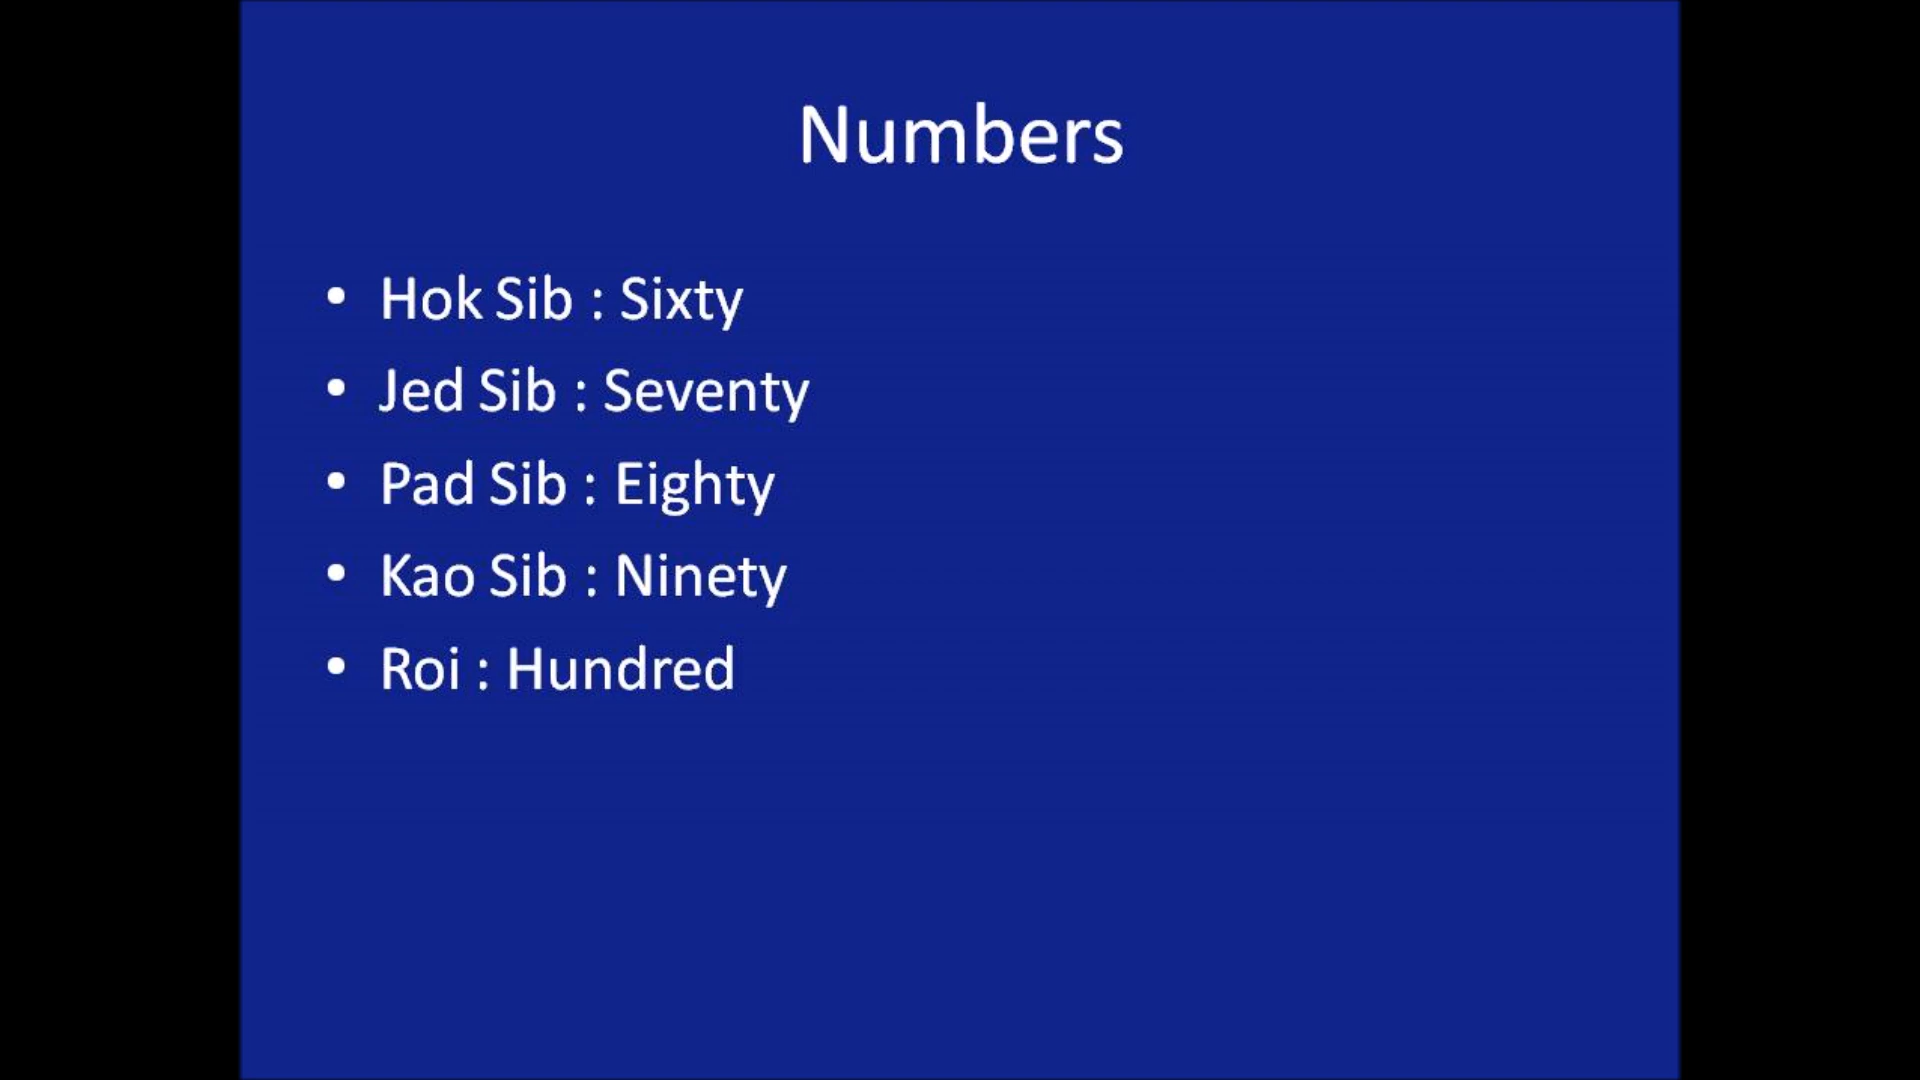 Numbers
• Hok Sib : Sixty
• Jed Sib : Seventy
• Pad Sib : Eighty
• Kao Sib : Ninety
• Roi : Hundred